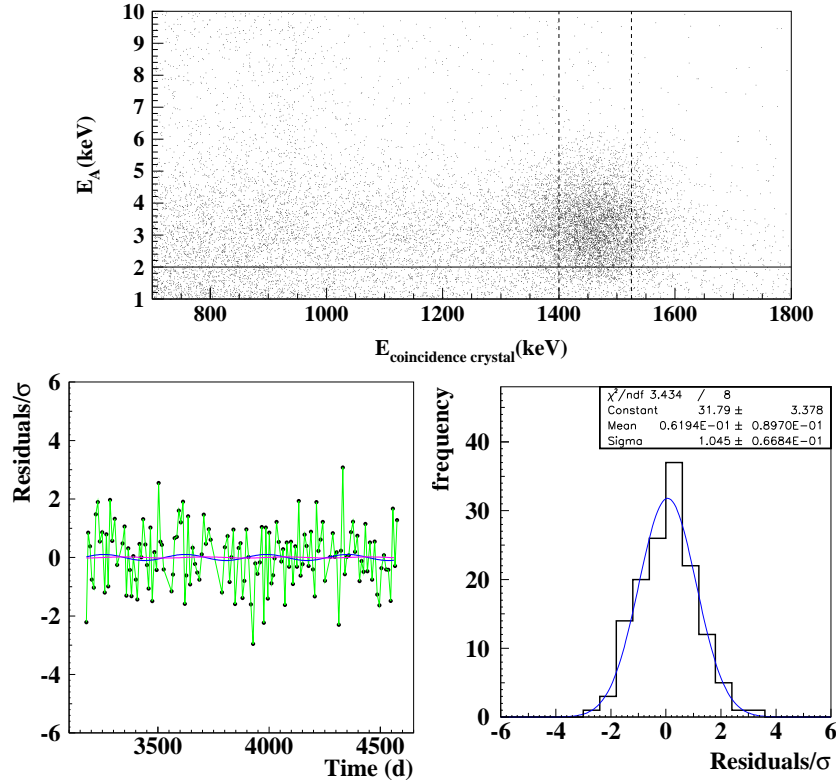 E_A(keV)
10
9
8
7
6
5
4
3
2
1
800 1000 1200 1400 1600 1800
E_coincidence crystal(keV)
Residuals/σ
6
4
2
0
-2
-4
-6
3500 4000 4500
Time (d)
frequency
40
30
20
10
0
χ²/ndf 3.434 / 8
Constant 31.79 ± 3.378
Mean 0.6194E-01 ± 0.8970E-01
Sigma 1.045 ± 0.6684E-01
-6 -4 -2 0 2 4 6
Residuals/σ